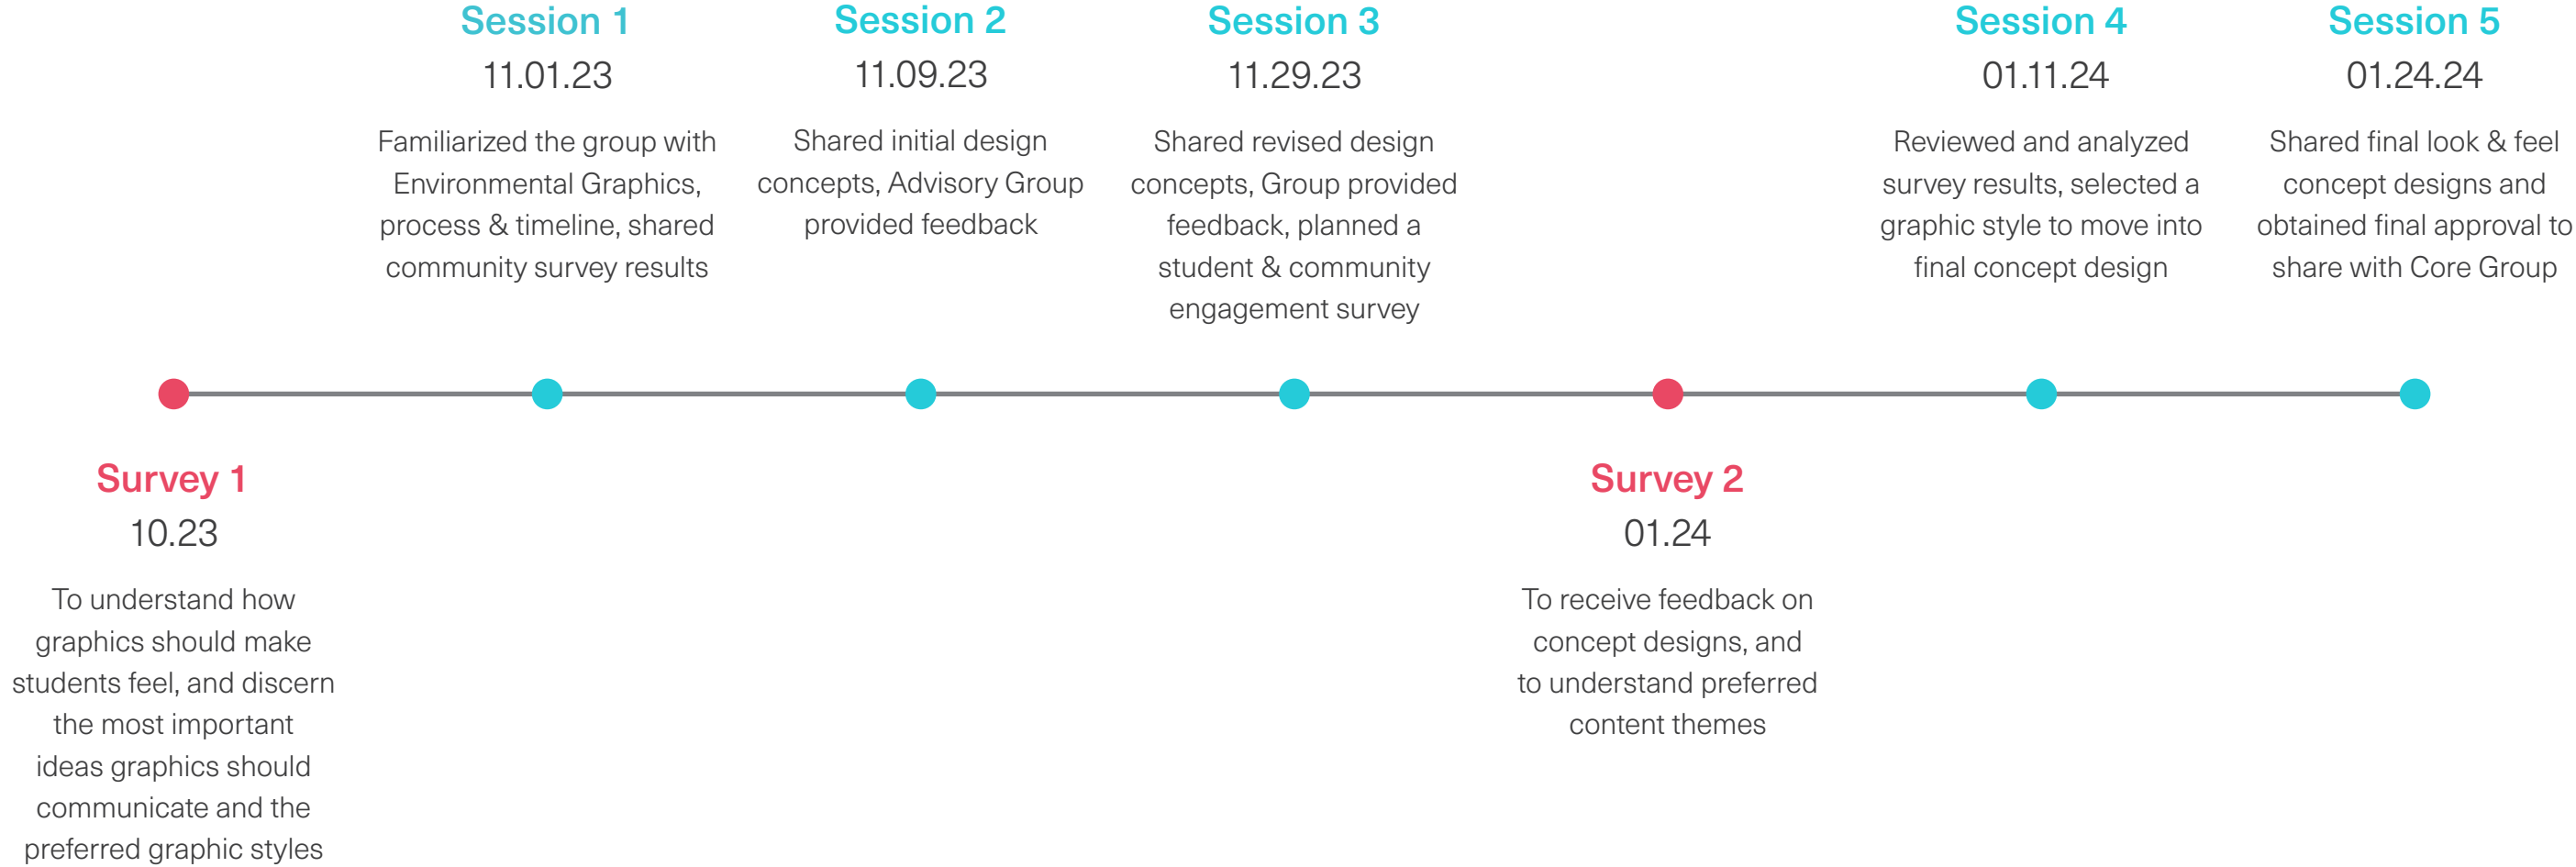 Session 1
11.01.23
Familiarized the group with
Environmental Graphics,
process & timeline, shared
community survey results
Session 2
11.09.23
Shared initial design
concepts, Advisory Group
provided feedback
Session 3
11.29.23
Shared revised design
concepts, Group provided
feedback, planned a
student & community
engagement survey
Session 4
01.11.24
Reviewed and analyzed
survey results, selected a
graphic style to move into
final concept design
Session 5
01.24.24
Shared final look & feel
concept designs and
obtained final approval to
share with Core Group
Survey 1
10.23
To understand how
graphics should make
students feel, and discern
the most important
ideas graphics should
communicate and the
preferred graphic styles
Survey 2
01.24
To receive feedback on
concept designs, and
to understand preferred
content themes